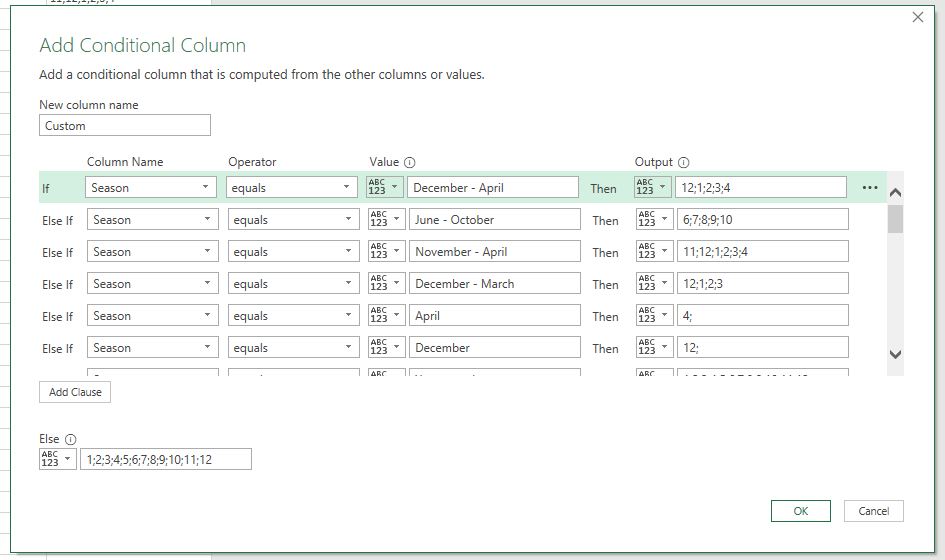 Add Conditional Column
Add a conditional column that is computed from the other columns or values.
New column name
Custom
Column Name Operator Value Output
If Season equals ABC 123 December - April Then ABC 123 12;1;2;3;4 ...
Else If Season equals ABC 123 June - October Then ABC 123 6;7;8;9;10
Else If Season equals ABC 123 November - April Then ABC 123 11;12;1;2;3;4
Else If Season equals ABC 123 December - March Then ABC 123 12;1;2;3
Else If Season equals ABC 123 April Then ABC 123 4;
Else If Season equals ABC 123 December Then ABC 123 12;
ABC ABC
Add Clause
Else
ABC 123 1;2;3;4;5;6;7;8;9;10;11;12
OK Cancel